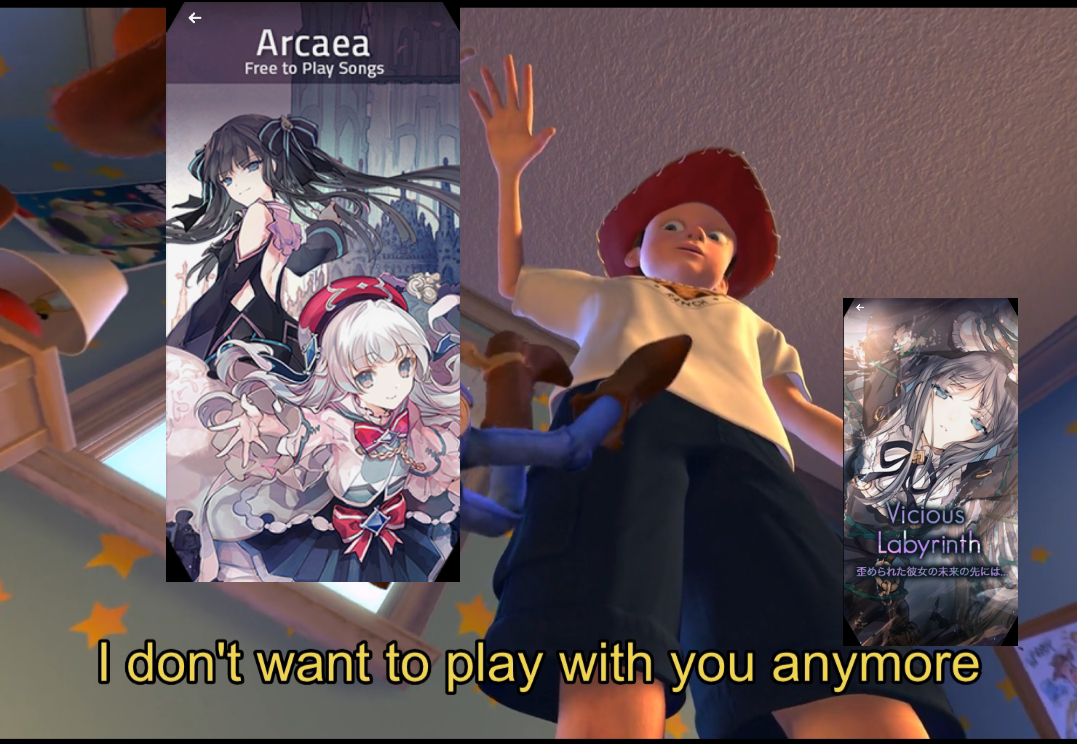 Arcaea
Free to Play Songs
Vicious
Labyrinth
歪められた彼女の未来の先には...
I don't want to play with you anymore